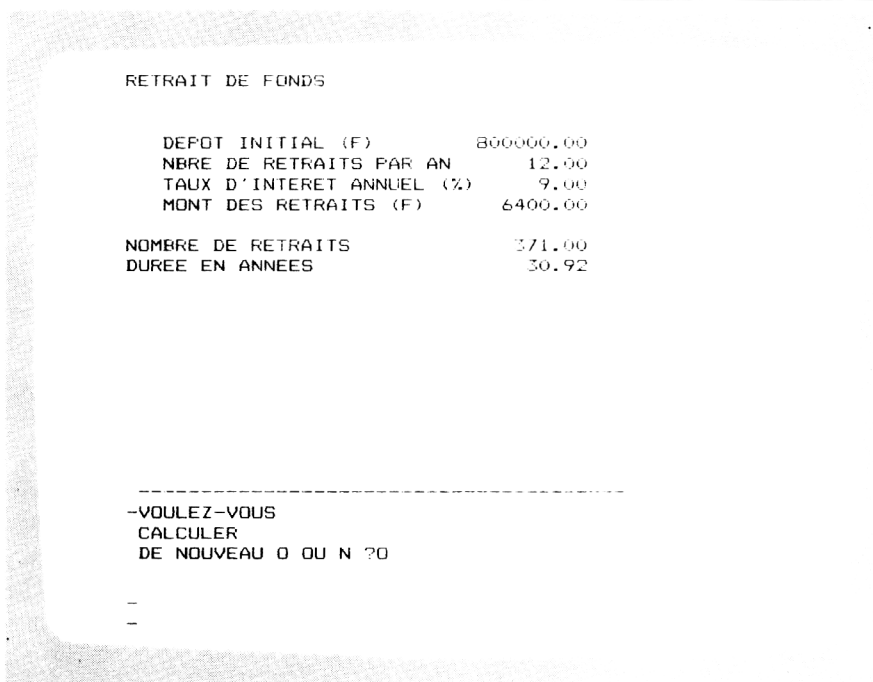 RETRAIT DE FONDS
DEPOT INITIAL (F) 800000.00
NBRE DE RETRAITS PAR AN 12.00
TAUX D'INTERET ANNUEL (%) 9.00
MONT DES RETRAITS (F) 6400.00
NOMBRE DE RETRAITS 371.00
DUREE EN ANNEES 30.92
-VOULEZ-VOUS
CALCULER
DE NOUVEAU O OU N ?O